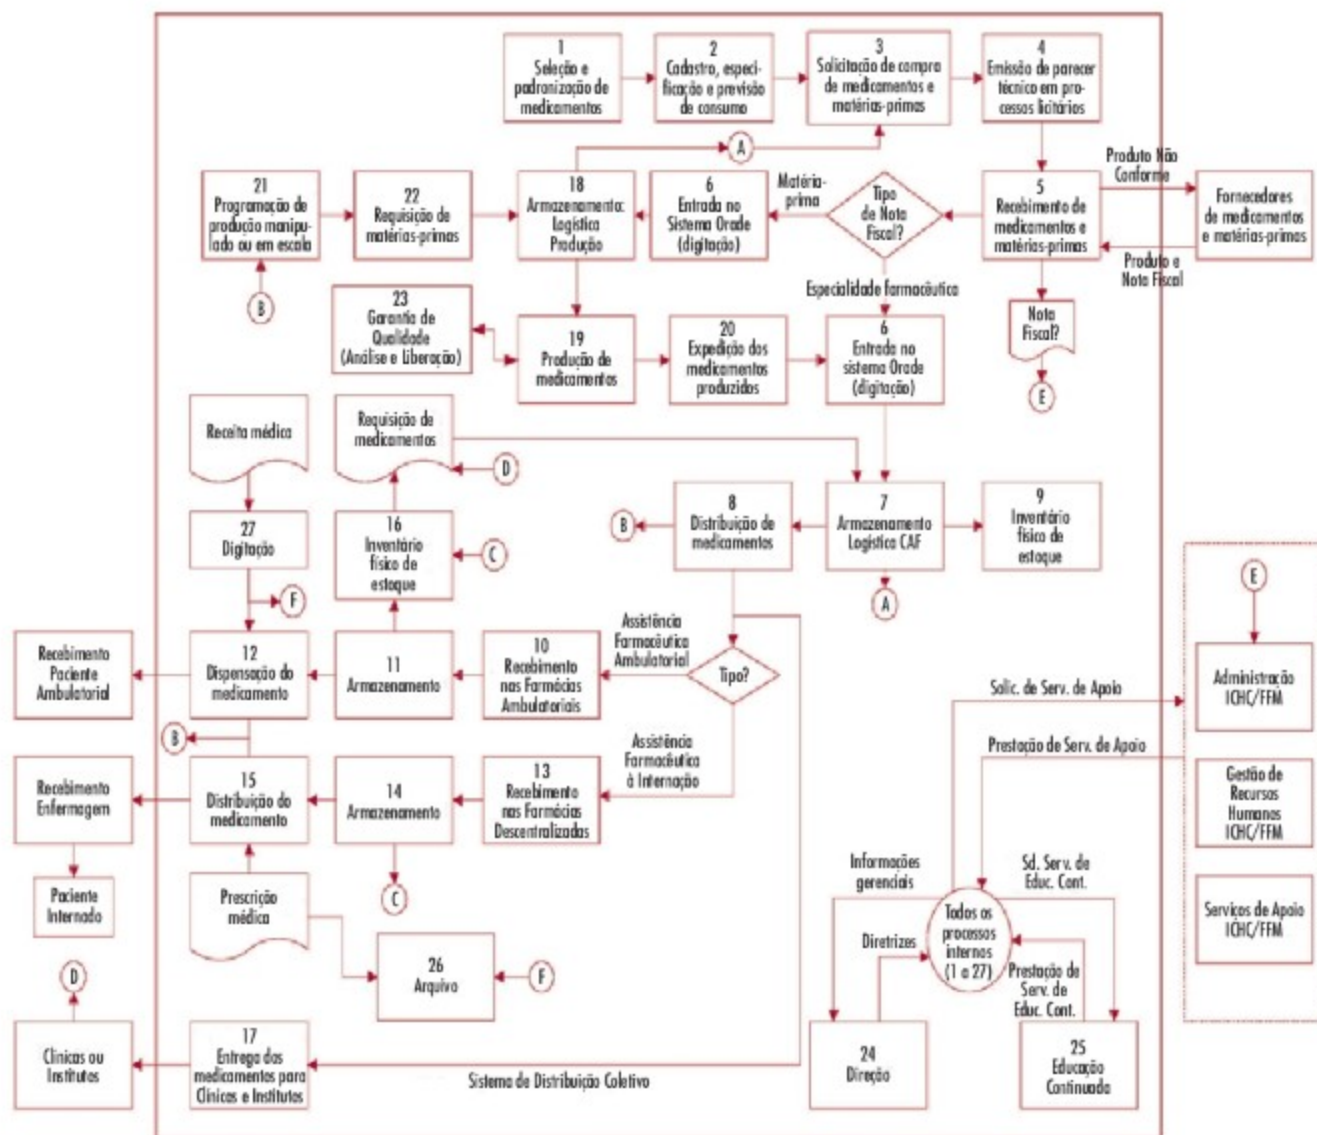 1
Seleção e
padronização de
medicamentos
2
Cadastro, especi-
ficação e previsão
de consumo
3
Solicitação de compra
de medicamentos e
matérias-primas
4
Emissão de parecer
técnico em pro-
cessos licitários
A
21
Programação de
produção manipu-
lado ou em escala
22
Requisição de
matérias-primas
18
Armazenamento:
Logística
Produção
6
Entrada no
Sistema Orade
(digitação)
Matéria-
prima
Tipo
de Nota
Fiscal?
5
Recebimento de
medicamentos e
matérias-primas
Produto Não
Conforme
Fornecedores
de medicamentos
e matérias-primas
Produto e
Nota Fiscal
B
23
Garantia de
Qualidade
(Análise e Liberação)
19
Produção de
medicamentos
20
Expedição dos
medicamentos
produzidos
Especialidade farmacêutica
6
Entrada no
sistema Orade
(digitação)
Nota
Fiscal?
E
Receita médica
Requisição de
medicamentos
D
27
Digitação
16
Inventário
físico de
estoque
C
B
8
Distribuição de
medicamentos
7
Armazenamento
Logística CAF
9
Inventário
físico de
estoque
F
A
E
Recebimento
Paciente
Ambulatorial
12
Dispensação do
medicamento
11
Armazenamento
10
Recebimento
nas Farmácias
Ambulatoriais
Assistência
Farmacêutica
Ambulatorial
Tipo?
Solic. de Serv. de Apoio
Administração
ICHC/FFM
B
Recebimento
Enfermagem
15
Distribuição do
medicamento
14
Armazenamento
13
Recebimento
nas Farmácias
Descentralizadas
Assistência
Farmacêutica
à Internação
Prestação de Serv. de Apoio
Gestão de
Recursos
Humanos
ICHC/FFM
Paciente
Internado
Prescrição
médica
C
Informações
gerenciais
Sd. Serv. de
Educ. Cont.
Todos os
processos
internos
(1 a 27)
Diretrizes
Prestação de
Serv. de
Educ. Cont.
Serviços de Apoio
ICHC/FFM
D
26
Arquivo
F
Clínicas ou
Institutos
17
Entrega dos
medicamentos para
Clínicas e Institutos
Sistema de Distribuição Coletivo
24
Direção
25
Educação
Continuada